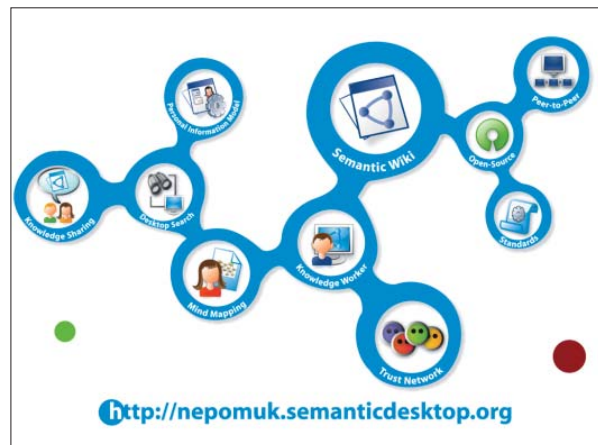 Peer-to-Peer
Personal Information Model
Semantic Wiki
Open-Source
Knowledge Sharing
Desktop Search
Standards
Mind Mapping
Knowledge Worker
Trust Network
http://nepomuk.semanticdesktop.org